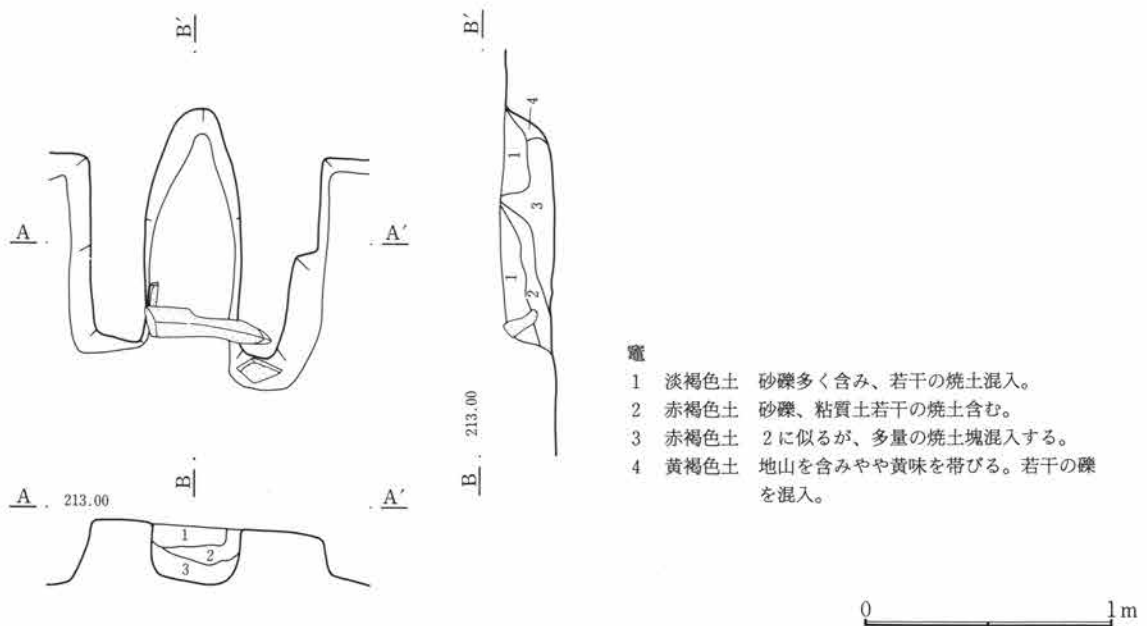 B′
B′
4
1
3
A
A′
1
2
213.00
B
B
A 213.00
A′
1
2
3
竈
1 淡褐色土 砂礫多く含み、若干の焼土混入。
2 赤褐色土 砂礫、粘質土若干の焼土含む。
3 赤褐色土 2に似るが、多量の焼土塊混入する。
4 黄褐色土 地山を含みやや黄味を帯びる。若干の礫
を混入。
0 1m